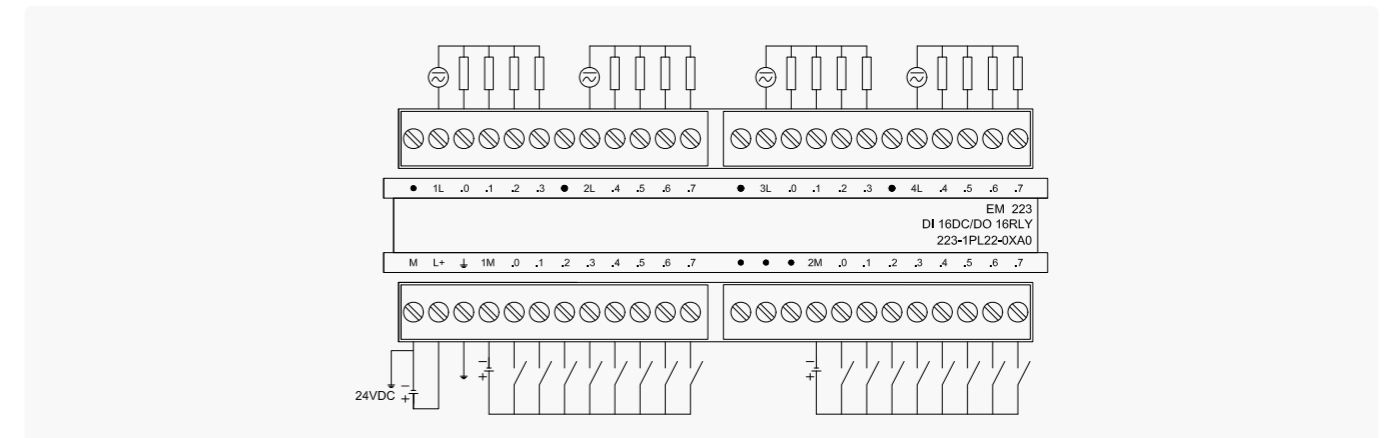 ● 1L .0 .1 .2 .3 ● 2L .4 .5 .6 .7 ● 3L .0 .1 .2 .3 ● 4L .4 .5 .6 .7
EM 223
DI 16DC/DO 16RLY
223-1PL22-0XA0
M L+ ⏚ 1M .0 .1 .2 .3 .4 .5 .6 .7 ● ● ● 2M .0 .1 .2 .3 .4 .5 .6 .7
− −
+ +
−
24VDC +